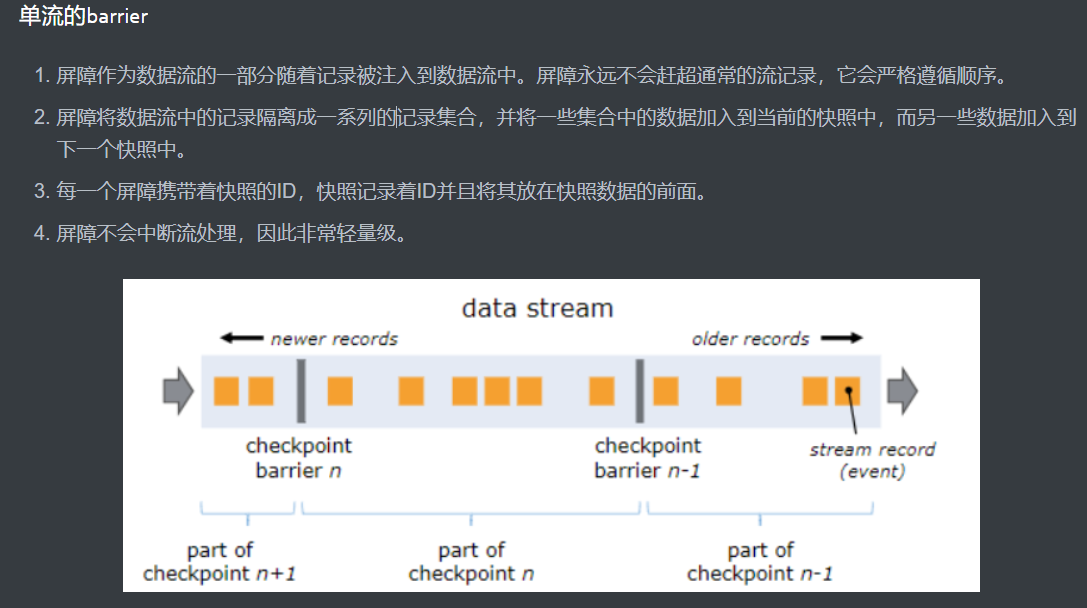 单流的barrier
1. 屏障作为数据流的一部分随着记录被注入到数据流中。屏障永远不会赶超通常的流记录，它会严格遵循顺序。
2. 屏障将数据流中的记录隔离成一系列的记录集合，并将一些集合中的数据加入到当前的快照中，而另一些数据加入到
下一个快照中。
3. 每一个屏障携带着快照的ID，快照记录着ID并且将其放在快照数据的前面。
4. 屏障不会中断流处理，因此非常轻量级。
data stream
newer records
older records
checkpoint
barrier n
checkpoint
barrier n-1
stream record
(event)
part of
checkpoint n+1
part of
checkpoint n
part of
checkpoint n-1